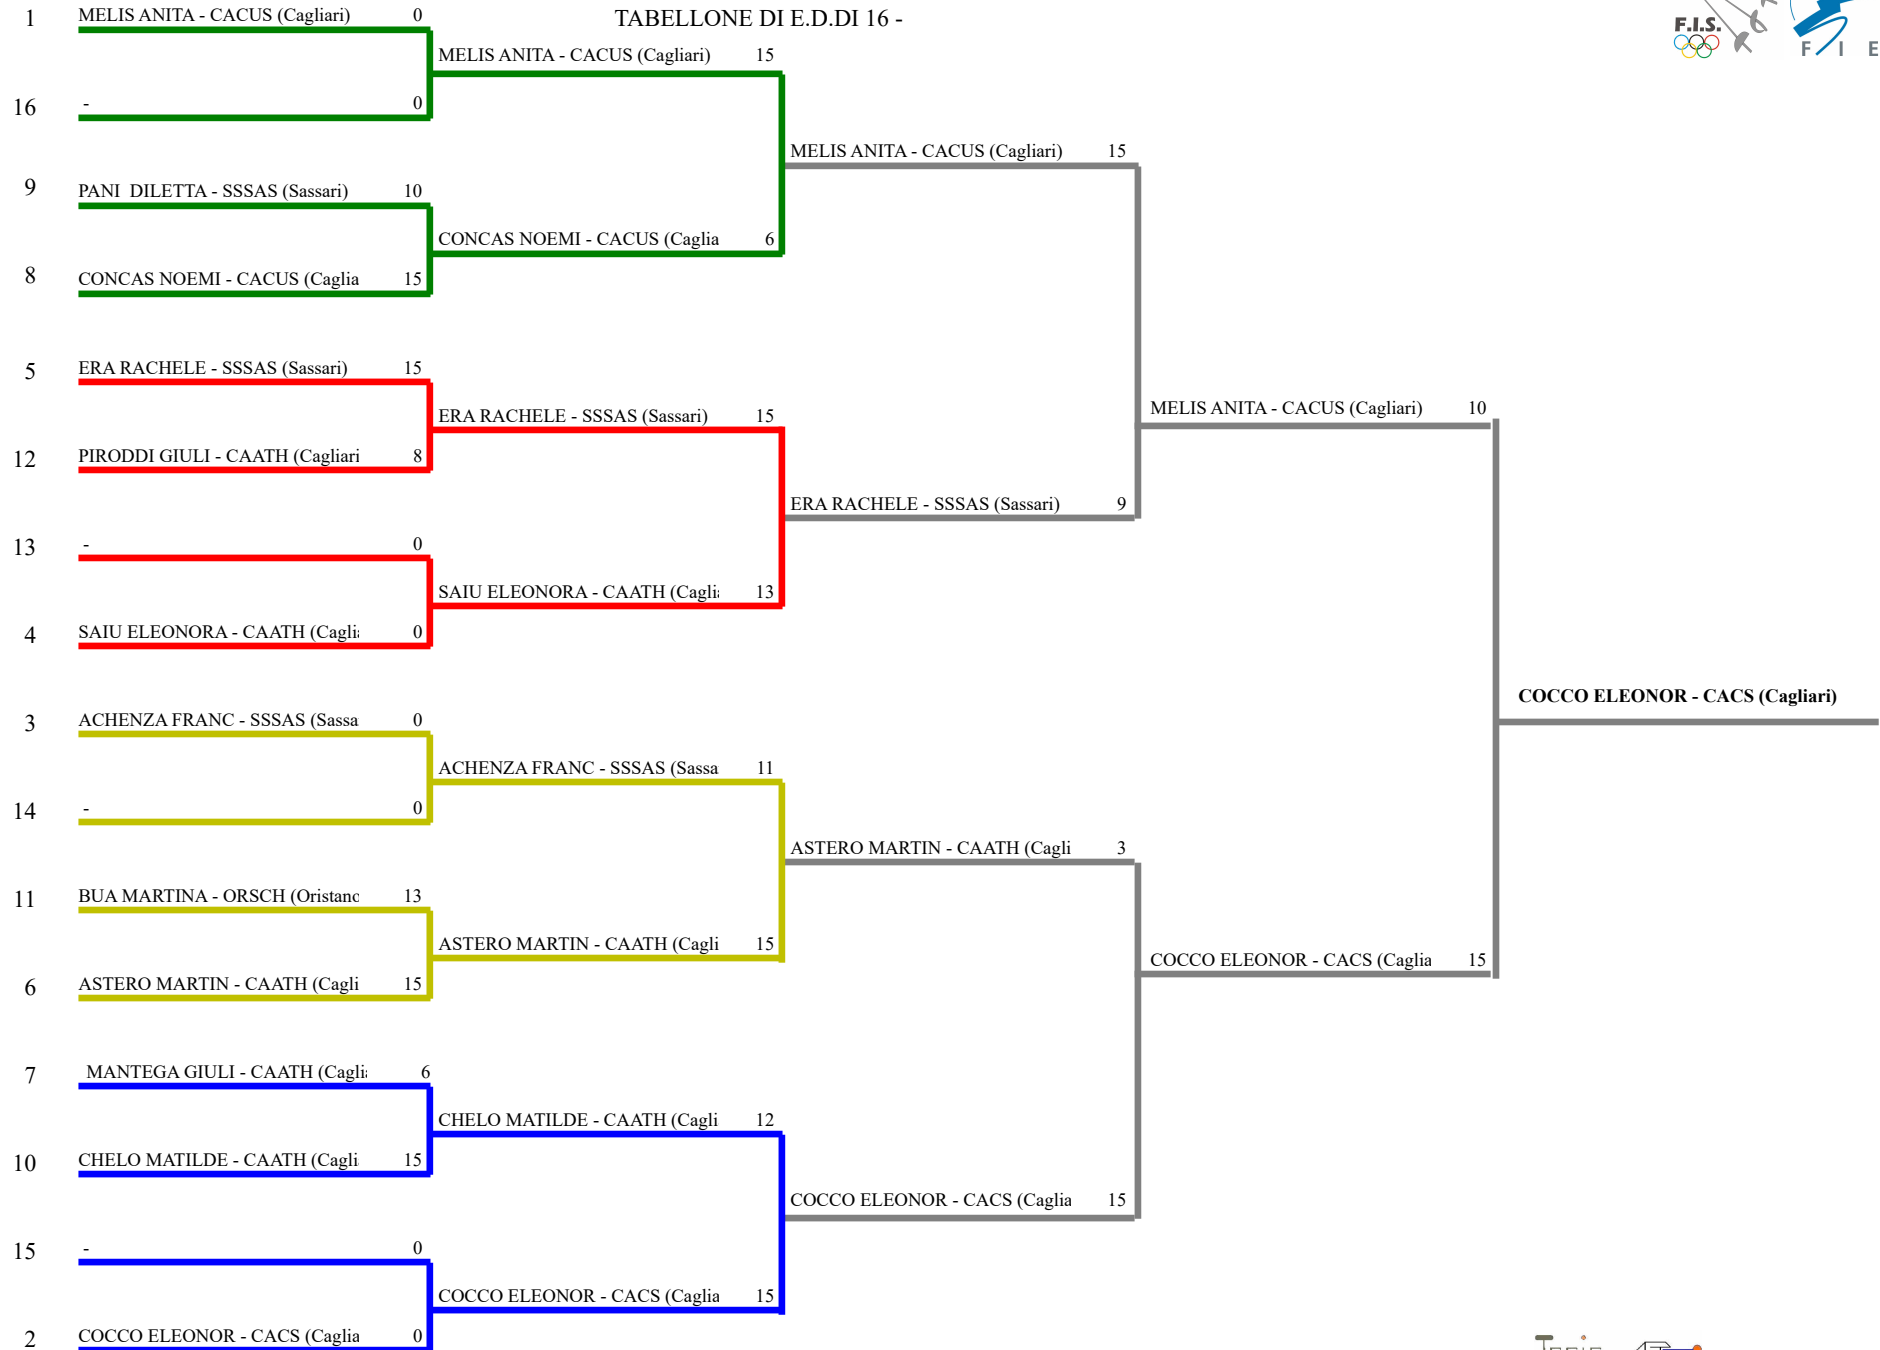 TABELLONE DI E.D.DI 16 -
F.I.S.
F I E
1 MELIS ANITA - CACUS (Cagliari) 0
MELIS ANITA - CACUS (Cagliari) 15
16 - 0
MELIS ANITA - CACUS (Cagliari) 15
9 PANI DILETTA - SSSAS (Sassari) 10
CONCAS NOEMI - CACUS (Caglia 6
8 CONCAS NOEMI - CACUS (Caglia 15
5 ERA RACHELE - SSSAS (Sassari) 15
MELIS ANITA - CACUS (Cagliari) 10
ERA RACHELE - SSSAS (Sassari) 15
12 PIRODDI GIULI - CAATH (Cagliari 8
ERA RACHELE - SSSAS (Sassari) 9
13 - 0
SAIU ELEONORA - CAATH (Cagli 13
4 SAIU ELEONORA - CAATH (Cagli 0
COCCO ELEONOR - CACS (Cagliari)
3 ACHENZA FRANC - SSSAS (Sassa 0
ACHENZA FRANC - SSSAS (Sassa 11
14 - 0
ASTERO MARTIN - CAATH (Cagli 3
11 BUA MARTINA - ORSCH (Oristano 13
ASTERO MARTIN - CAATH (Cagli 15
COCCO ELEONOR - CACS (Caglia 15
6 ASTERO MARTIN - CAATH (Cagli 15
7 MANTEGA GIULI - CAATH (Cagli 6
CHELO MATILDE - CAATH (Cagli 12
10 CHELO MATILDE - CAATH (Cagli 15
COCCO ELEONOR - CACS (Caglia 15
15 - 0
COCCO ELEONOR - CACS (Caglia 15
2 COCCO ELEONOR - CACS (Caglia 0